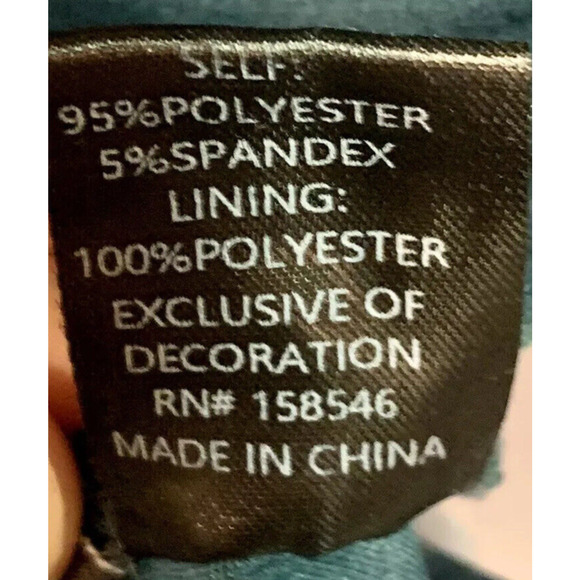 SELF:
95%POLYESTER
5%SPANDEX
LINING:
100%POLYESTER
EXCLUSIVE OF
DECORATION
RN# 158546
MADE IN CHINA